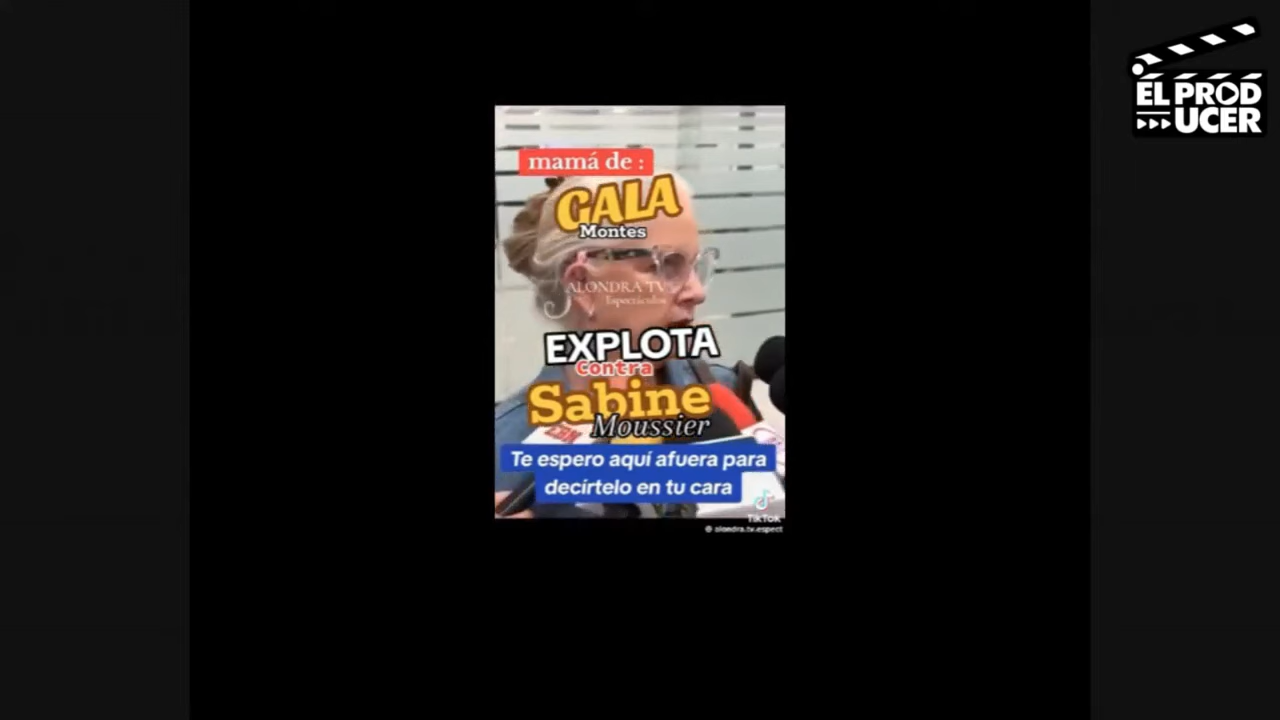 EL PROD
UCER
mamá de :
GALA
Montes
ALONDRA TV
Espectáculos
EXPLOTA
contra
Sabine
Moussier
Te espero aquí afuera para
decírtelo en tu cara
TikTok
alondra.tv.espect